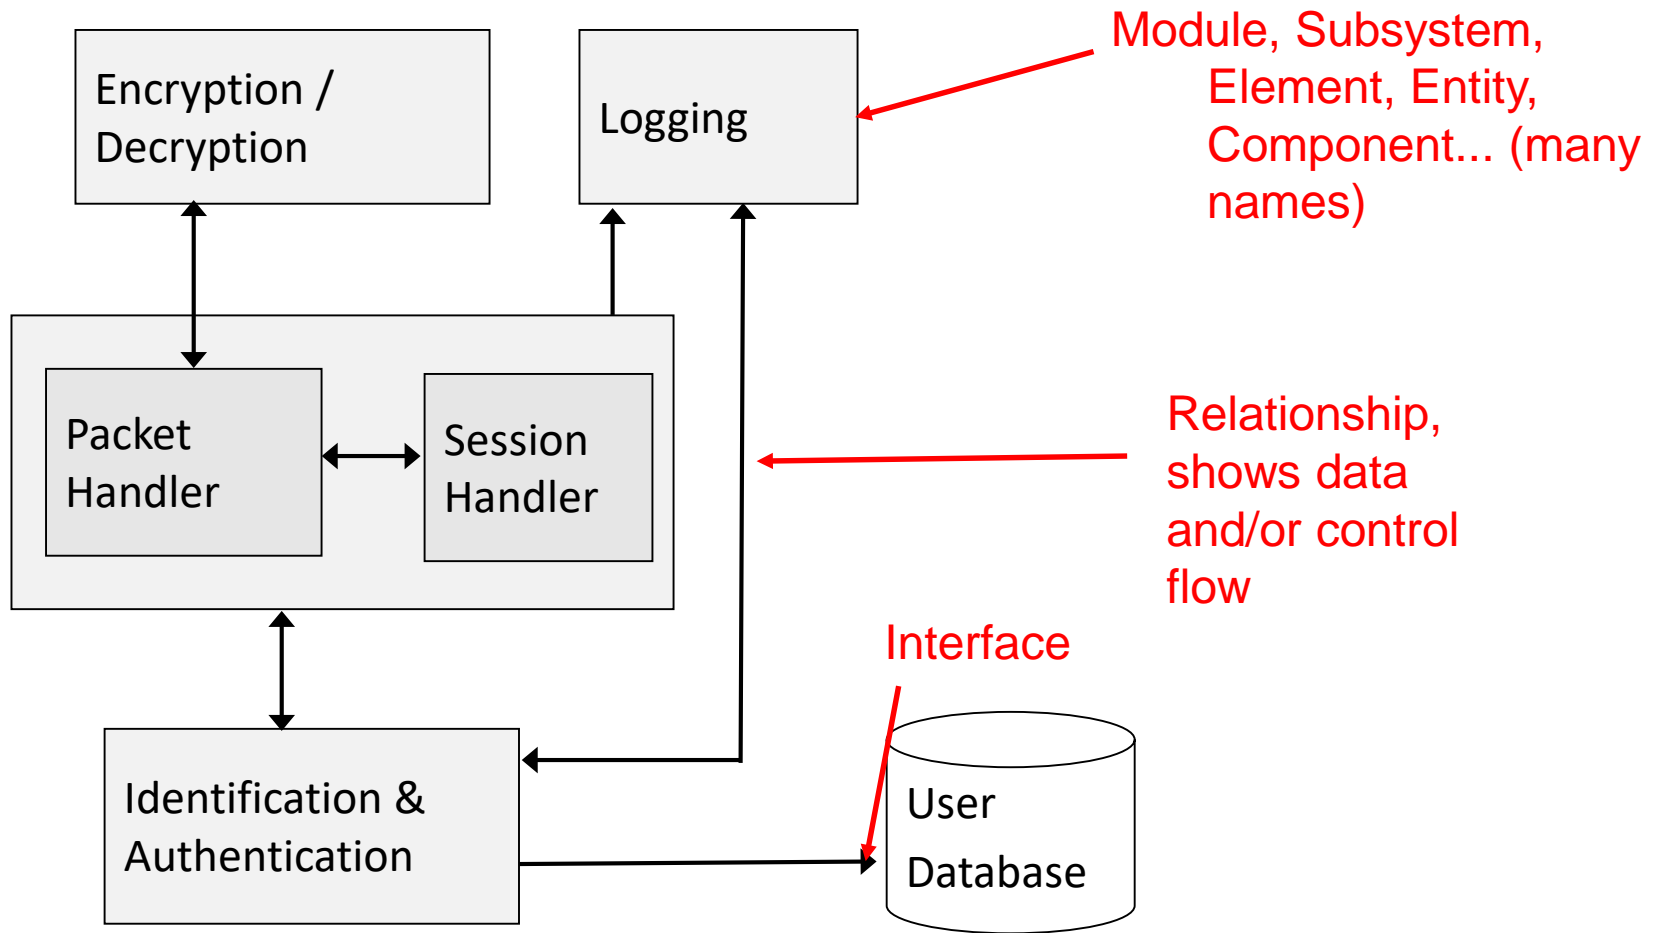 Encryption /
Decryption
Logging
Module, Subsystem,
Element, Entity,
Component... (many
names)
Packet
Handler
Session
Handler
Relationship,
shows data
and/or control
flow
Interface
Identification &
Authentication
User
Database